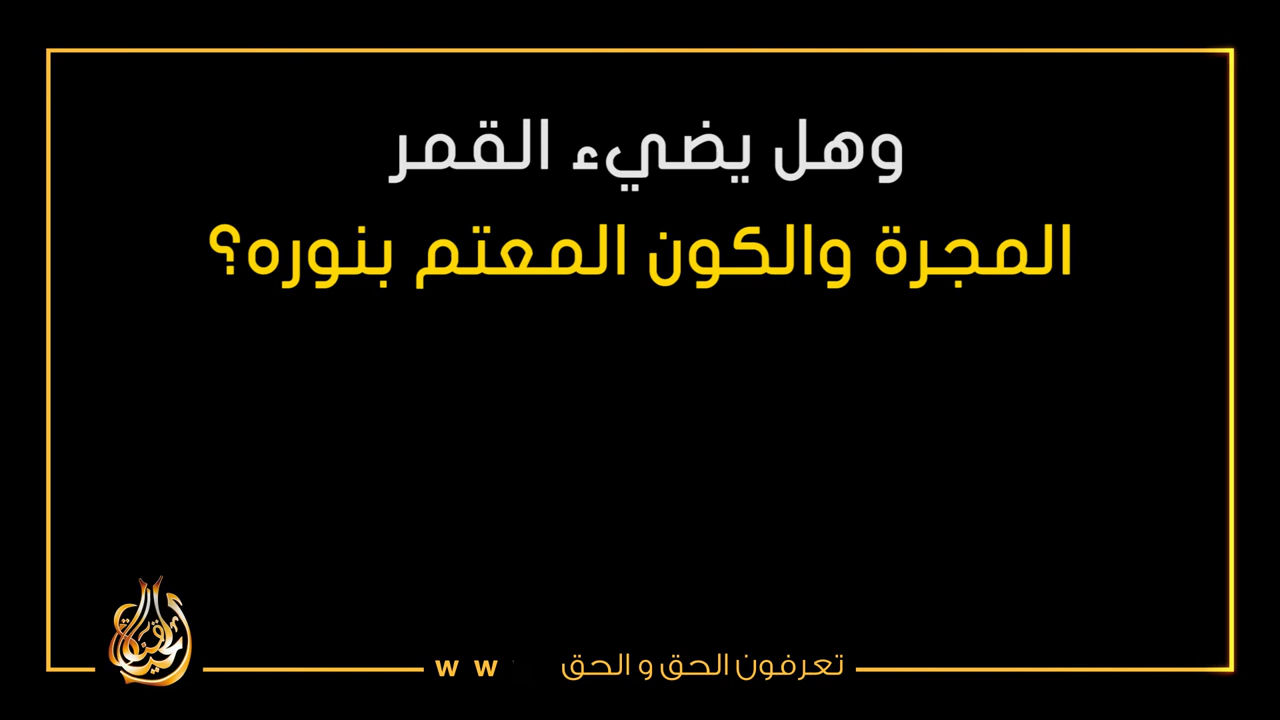 وهل يضيء القمر
المجرة والكون المعتم بنوره؟
تعرفون الحق و الحق
w w